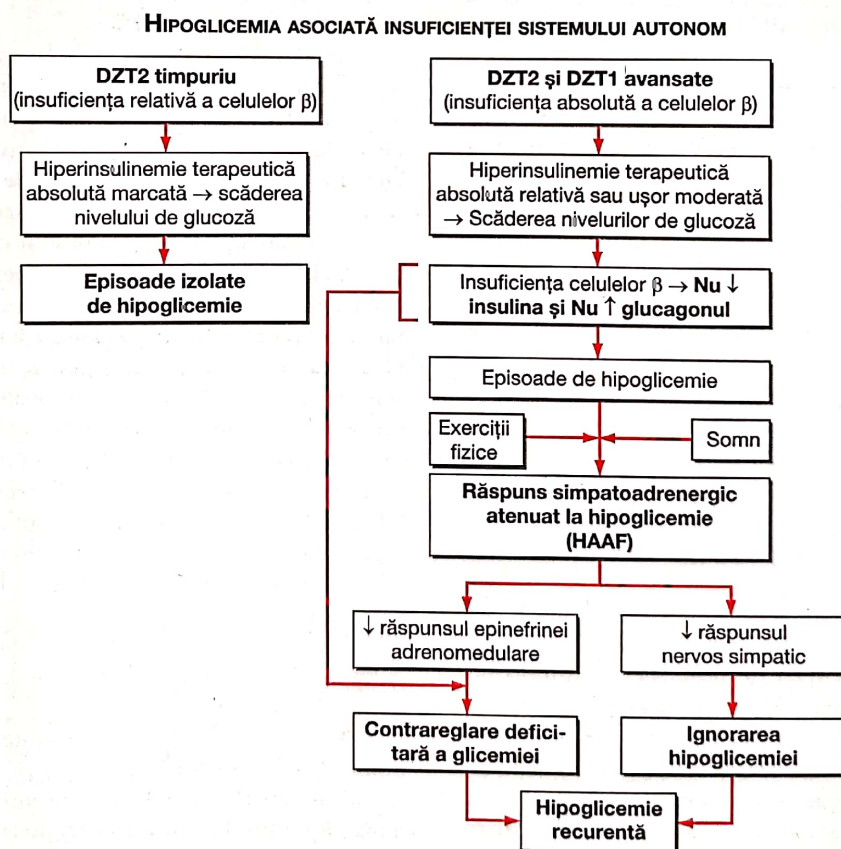 HIPOGLICEMIA ASOCIATĂ INSUFICIENȚEI SISTEMULUI AUTONOM
DZT2 timpuriu
(insuficiența relativă a celulelor β)
Hiperinsulinemie terapeutică
absolută marcată → scăderea
nivelului de glucoză
Episoade izolate
de hipoglicemie
DZT2 și DZT1 avansate
(insuficiența absolută a celulelor β)
Hiperinsulinemie terapeutică
absolută relativă sau ușor moderată
→ Scăderea nivelurilor de glucoză
Insuficiența celulelor β → Nu ↓
insulina și Nu ↑ glucagonul
Episoade de hipoglicemie
Exerciții
fizice
Somn
Răspuns simpatoadrenergic
atenuat la hipoglicemie
(HAAF)
↓ răspunsul epinefrinei
adrenomedulare
↓ răspunsul
nervos simpatic
Contrareglare defici-
tară a glicemiei
Ignorarea
hipoglicemiei
Hipoglicemie
recurentă